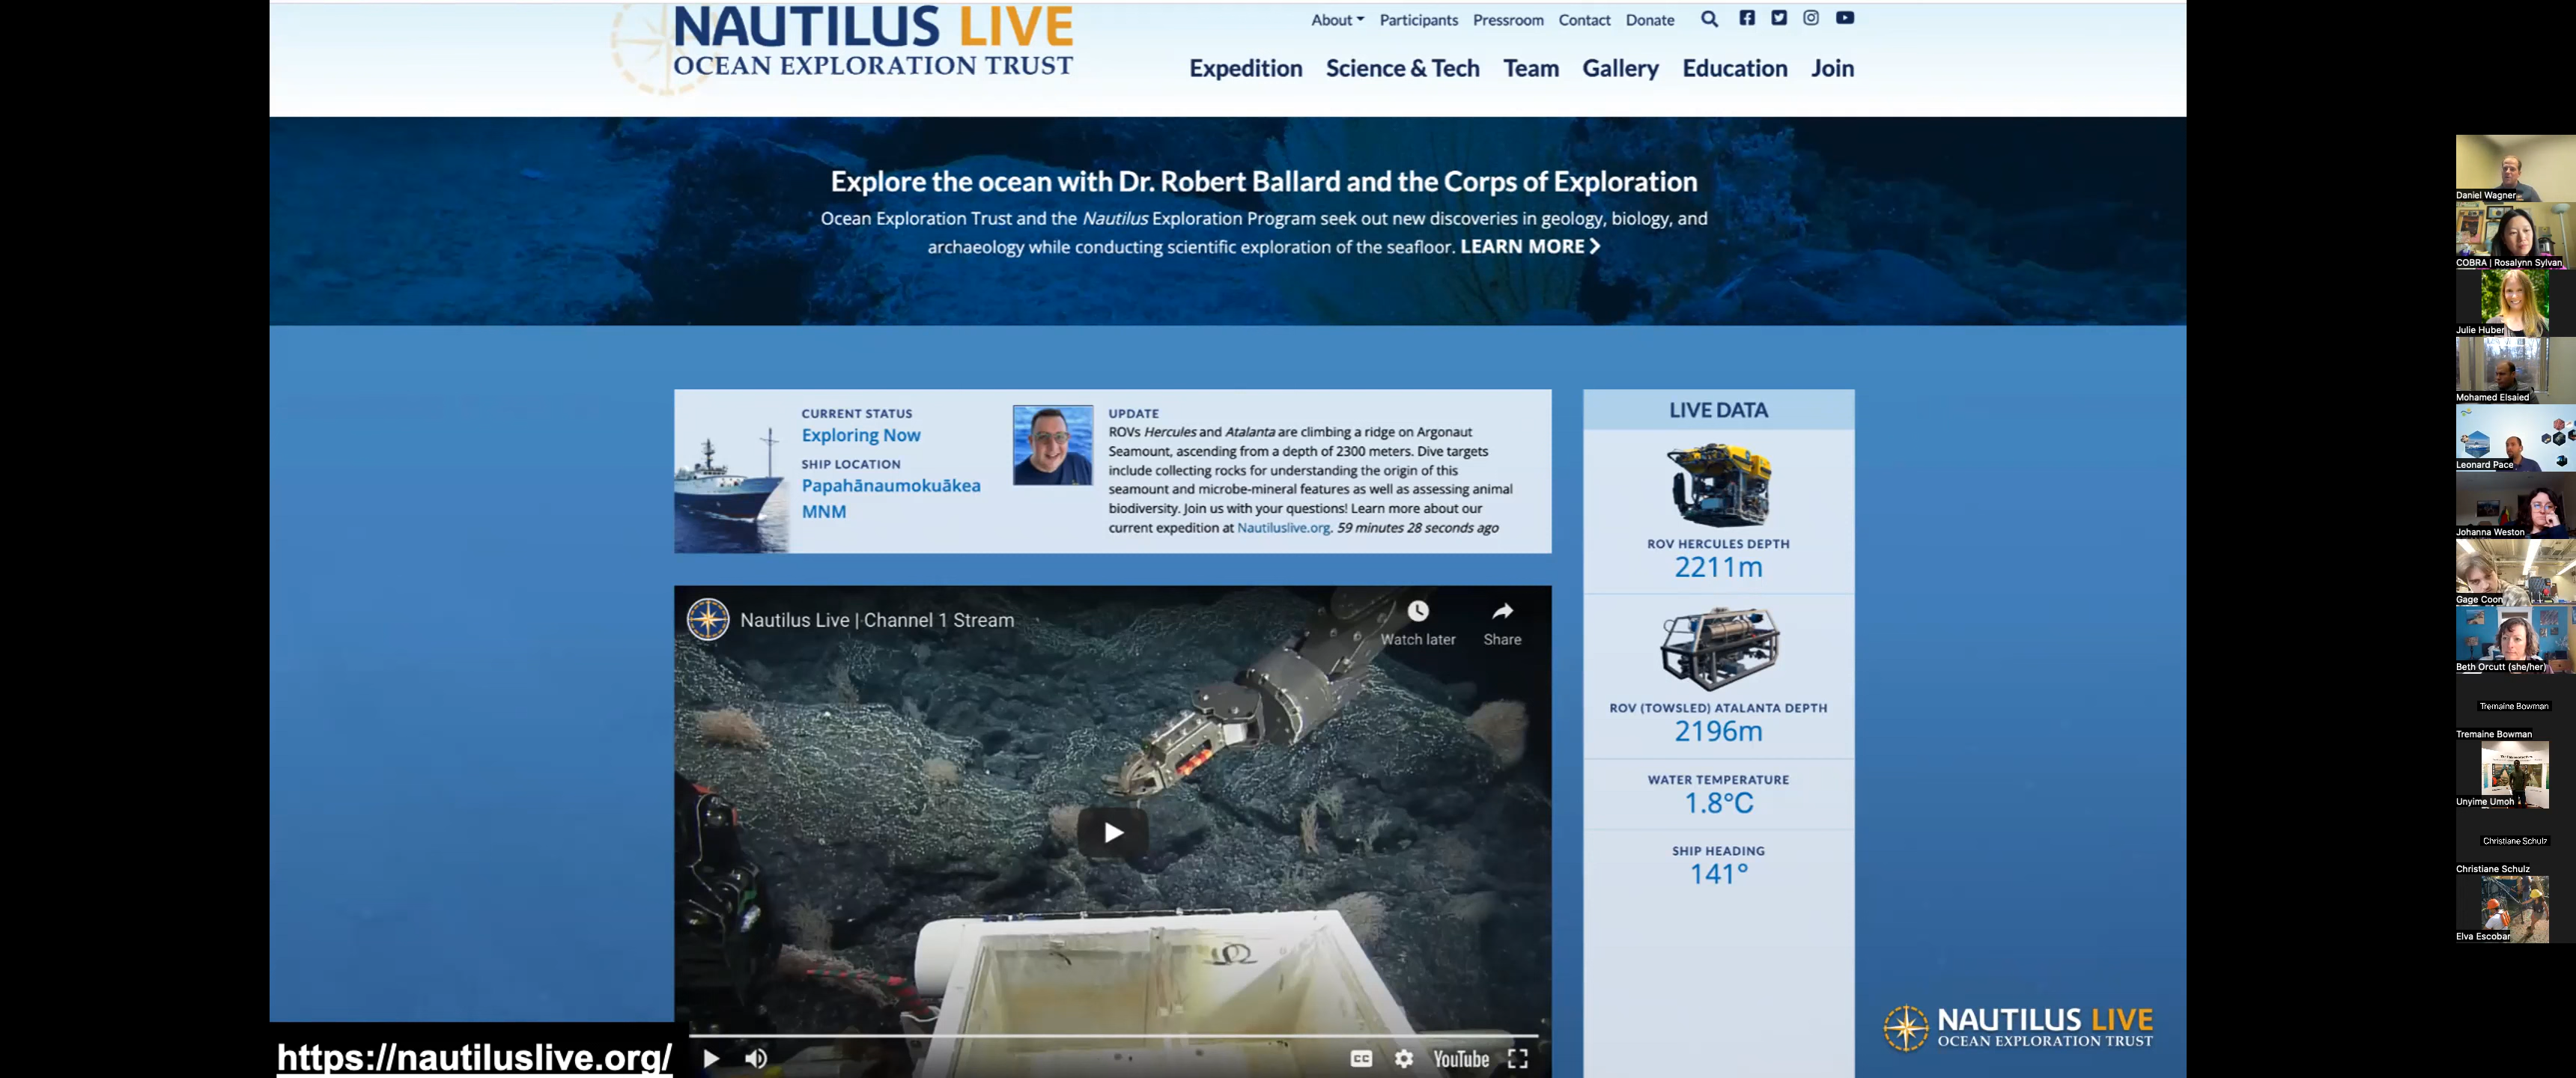 NAUTILUS LIVE
OCEAN EXPLORATION TRUST
About Participants Pressroom Contact Donate
Expedition Science & Tech Team Gallery Education Join
Explore the ocean with Dr. Robert Ballard and the Corps of Exploration
Ocean Exploration Trust and the Nautilus Exploration Program seek out new discoveries in geology, biology, and
archaeology while conducting scientific exploration of the seafloor. LEARN MORE
CURRENT STATUS
Exploring Now
SHIP LOCATION
Papahānaumokuākea
MNM
UPDATE
ROVs Hercules and Atalanta are climbing a ridge on Argonaut
Seamount, ascending from a depth of 2300 meters. Dive targets
include collecting rocks for understanding the origin of this
seamount and microbe-mineral features as well as assessing animal
biodiversity. Join us with your questions! Learn more about our
current expedition at Nautiluslive.org. 59 minutes 28 seconds ago
LIVE DATA
ROV HERCULES DEPTH
2211m
ROV (TOWSLED) ATALANTA DEPTH
2196m
WATER TEMPERATURE
1.8°C
SHIP HEADING
141°
Nautilus Live | Channel 1 Stream
Watch later
Share
CC
YouTube
https://nautiluslive.org/
NAUTILUS LIVE
OCEAN EXPLORATION TRUST
Daniel Wagner
COBRA | Rosalynn Sylvan
Julie Huber
Mohamed Elsaied
Leonard Pace
Johanna Weston
Gage Coon
Beth Orcutt (she/her)
Tremaine Bowman
Tremaine Bowman
Unyime Umoh
Christiane Schulz
Christiane Schulz
Elva Escobar